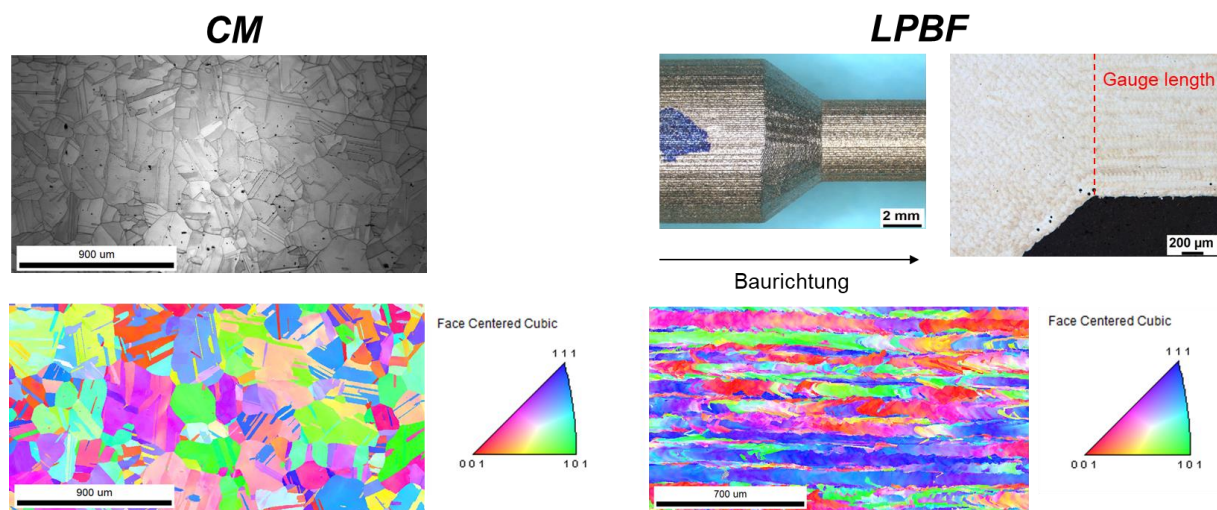 CM
LPBF
900 um
Gauge length
2 mm
200 µm
Baurichtung
Face Centered Cubic
1 1 1
0 0 1
1 0 1
900 um
Face Centered Cubic
1 1 1
0 0 1
1 0 1
700 um